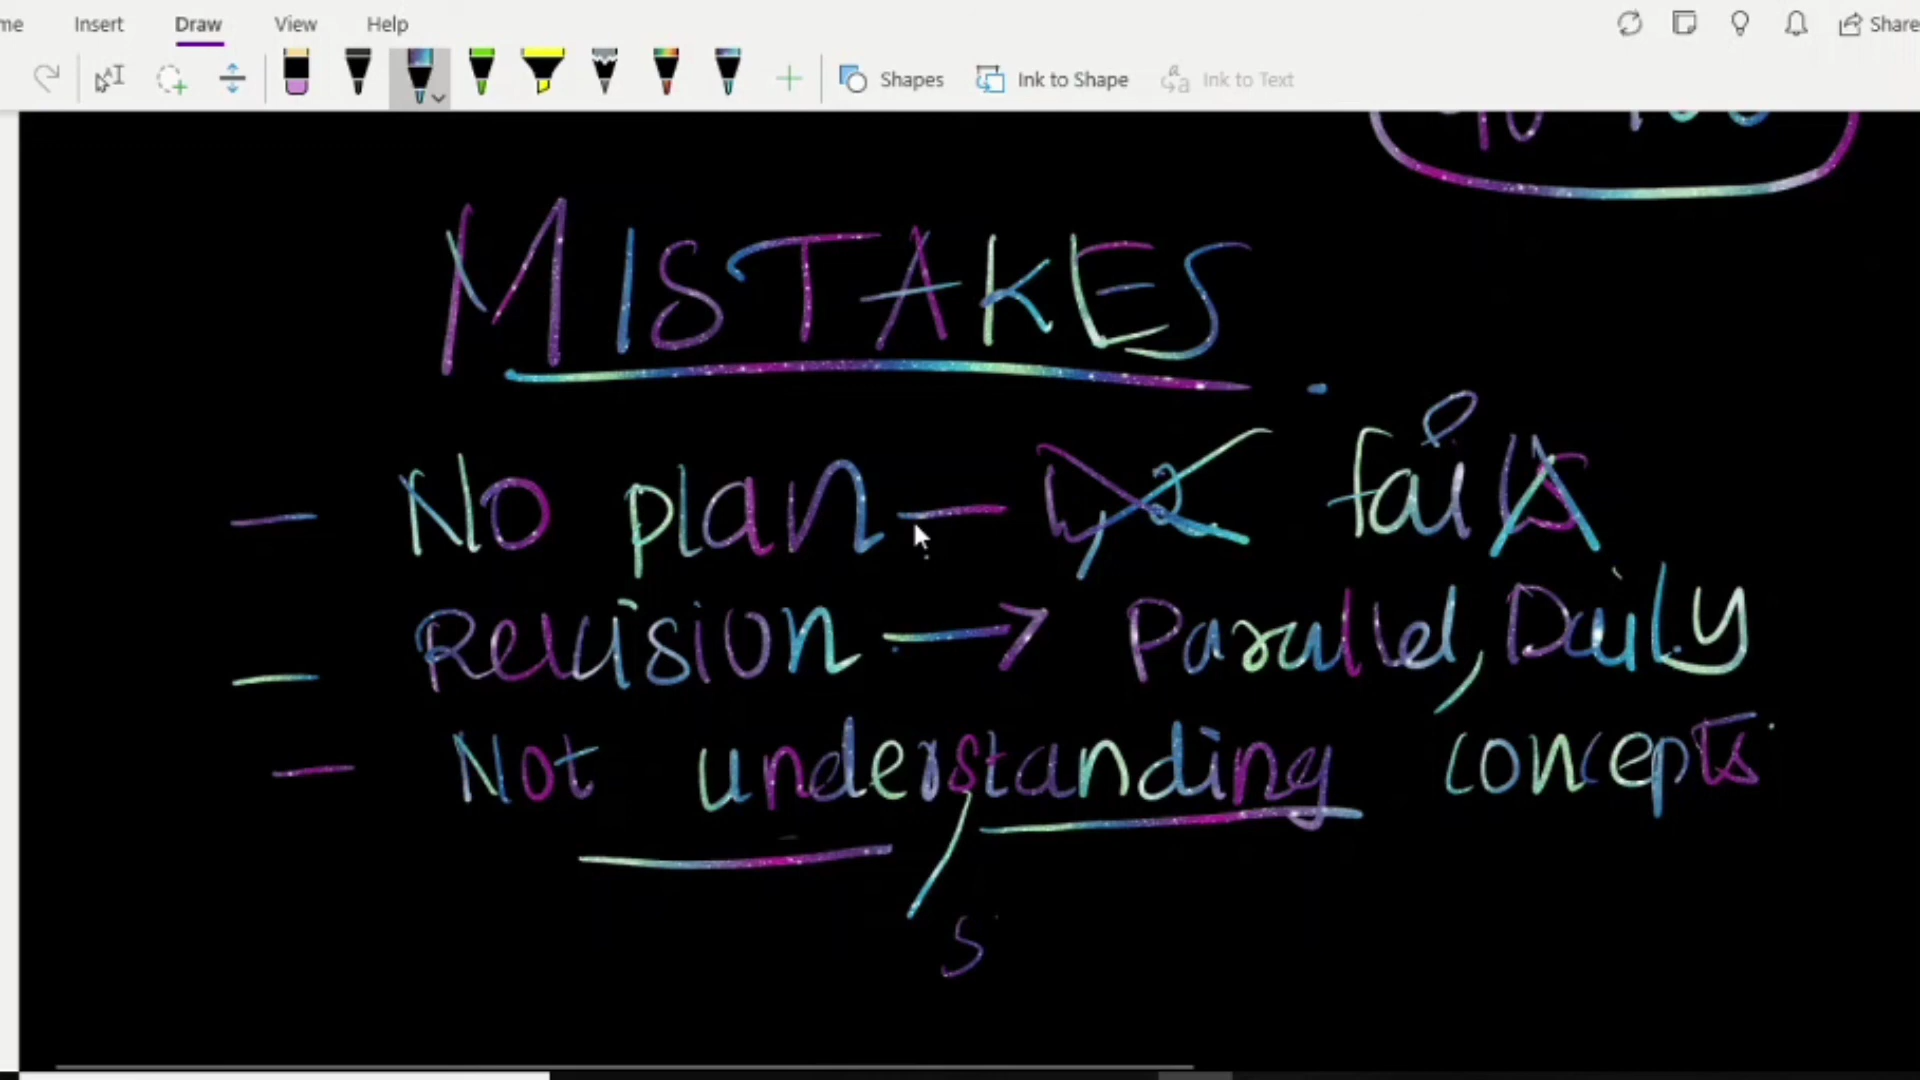 me Insert Draw View Help Share
Shapes Ink to Shape Ink to Text
MISTAKES
- No plan - fail
- Revision → Parallel, Daily
- Not understanding concepts
S